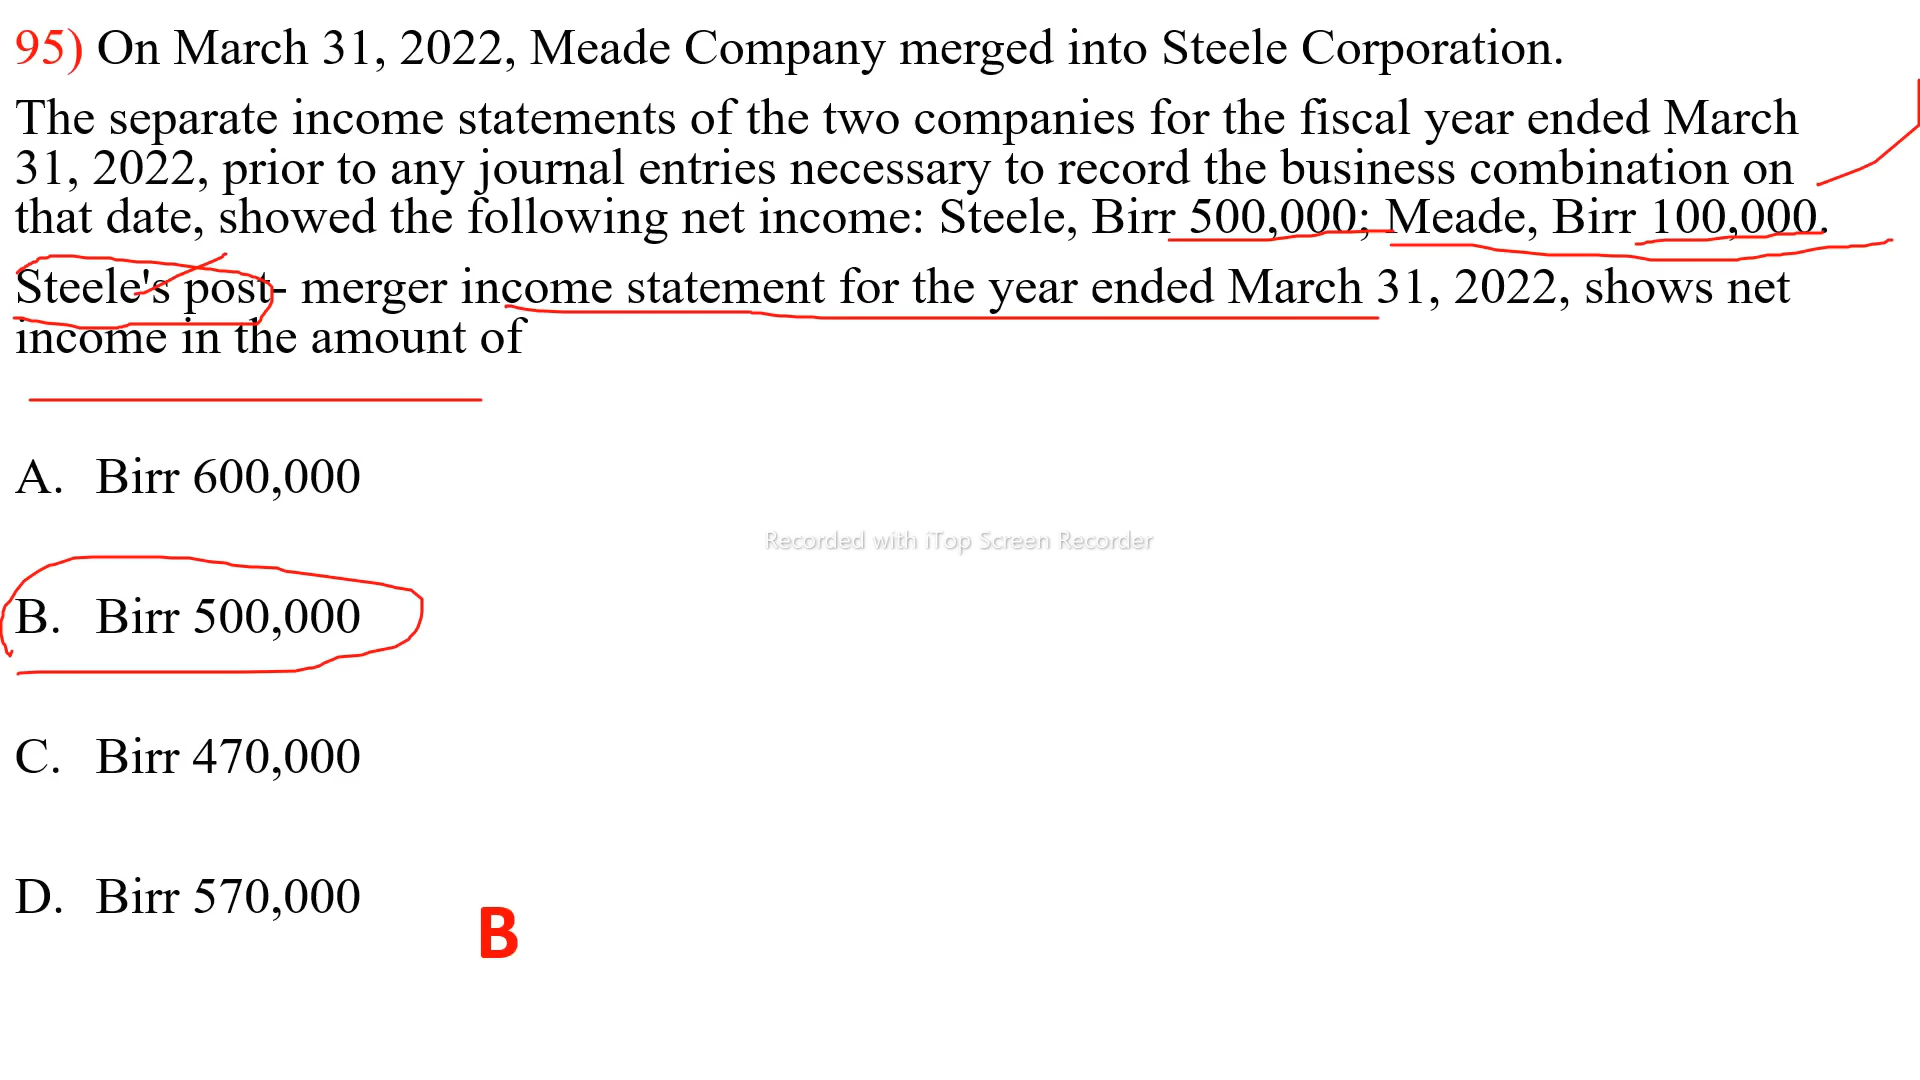 95) On March 31, 2022, Meade Company merged into Steele Corporation.
The separate income statements of the two companies for the fiscal year ended March
31, 2022, prior to any journal entries necessary to record the business combination on
that date, showed the following net income: Steele, Birr 500,000; Meade, Birr 100,000.
Steele's post- merger income statement for the year ended March 31, 2022, shows net
income in the amount of
A. Birr 600,000
Recorded with iTop Screen Recorder
B. Birr 500,000
C. Birr 470,000
D. Birr 570,000
B